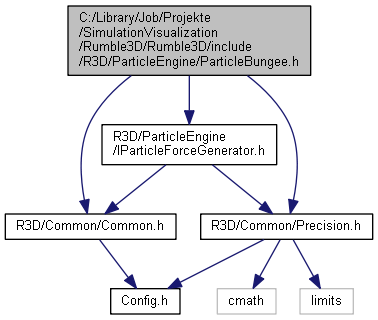 C:/Library/Job/Projekte
/SimulationVisualization
/Rumble3D/Rumble3D/include
/R3D/ParticleEngine/ParticleBungee.h
R3D/ParticleEngine
/IParticleForceGenerator.h
R3D/Common/Common.h
R3D/Common/Precision.h
Config.h
cmath
limits